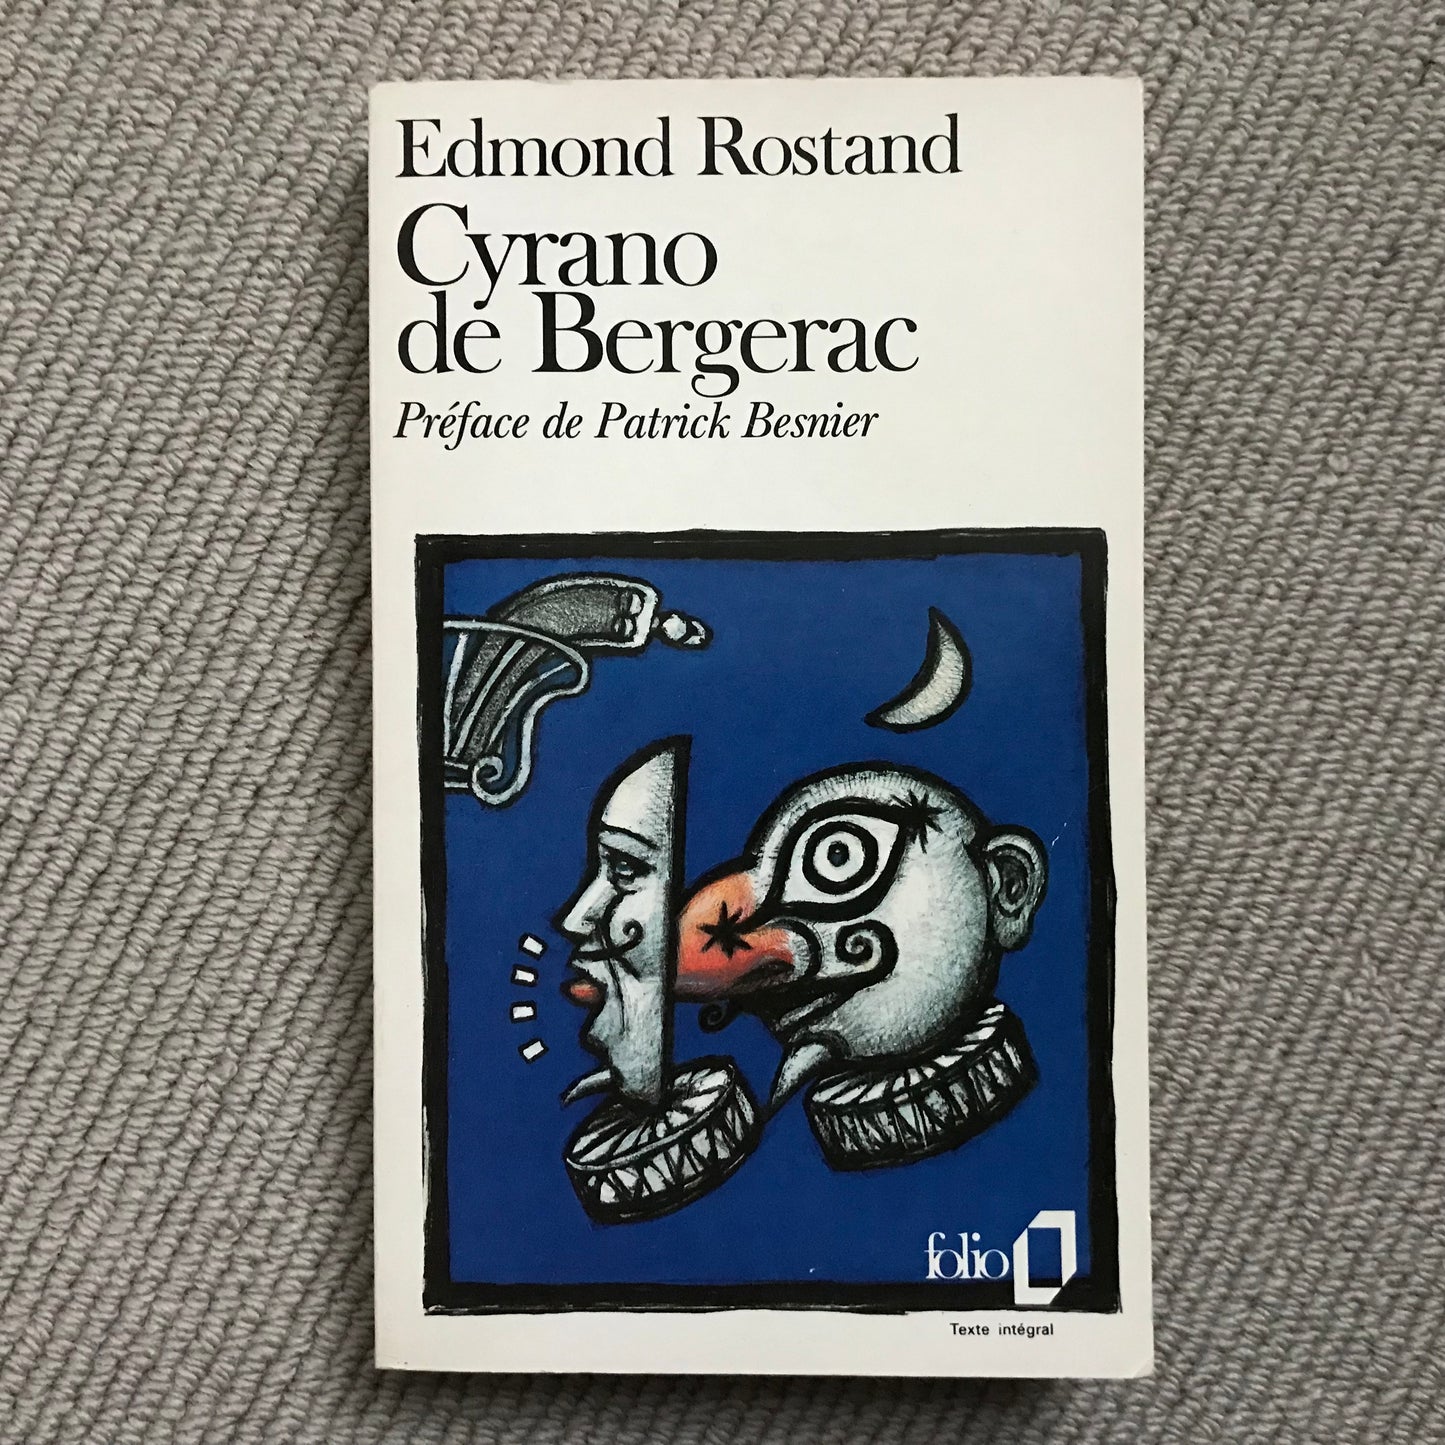 Edmond Rostand
Cyrano
de Bergerac
Préface de Patrick Besnier
folio
Texte intégral